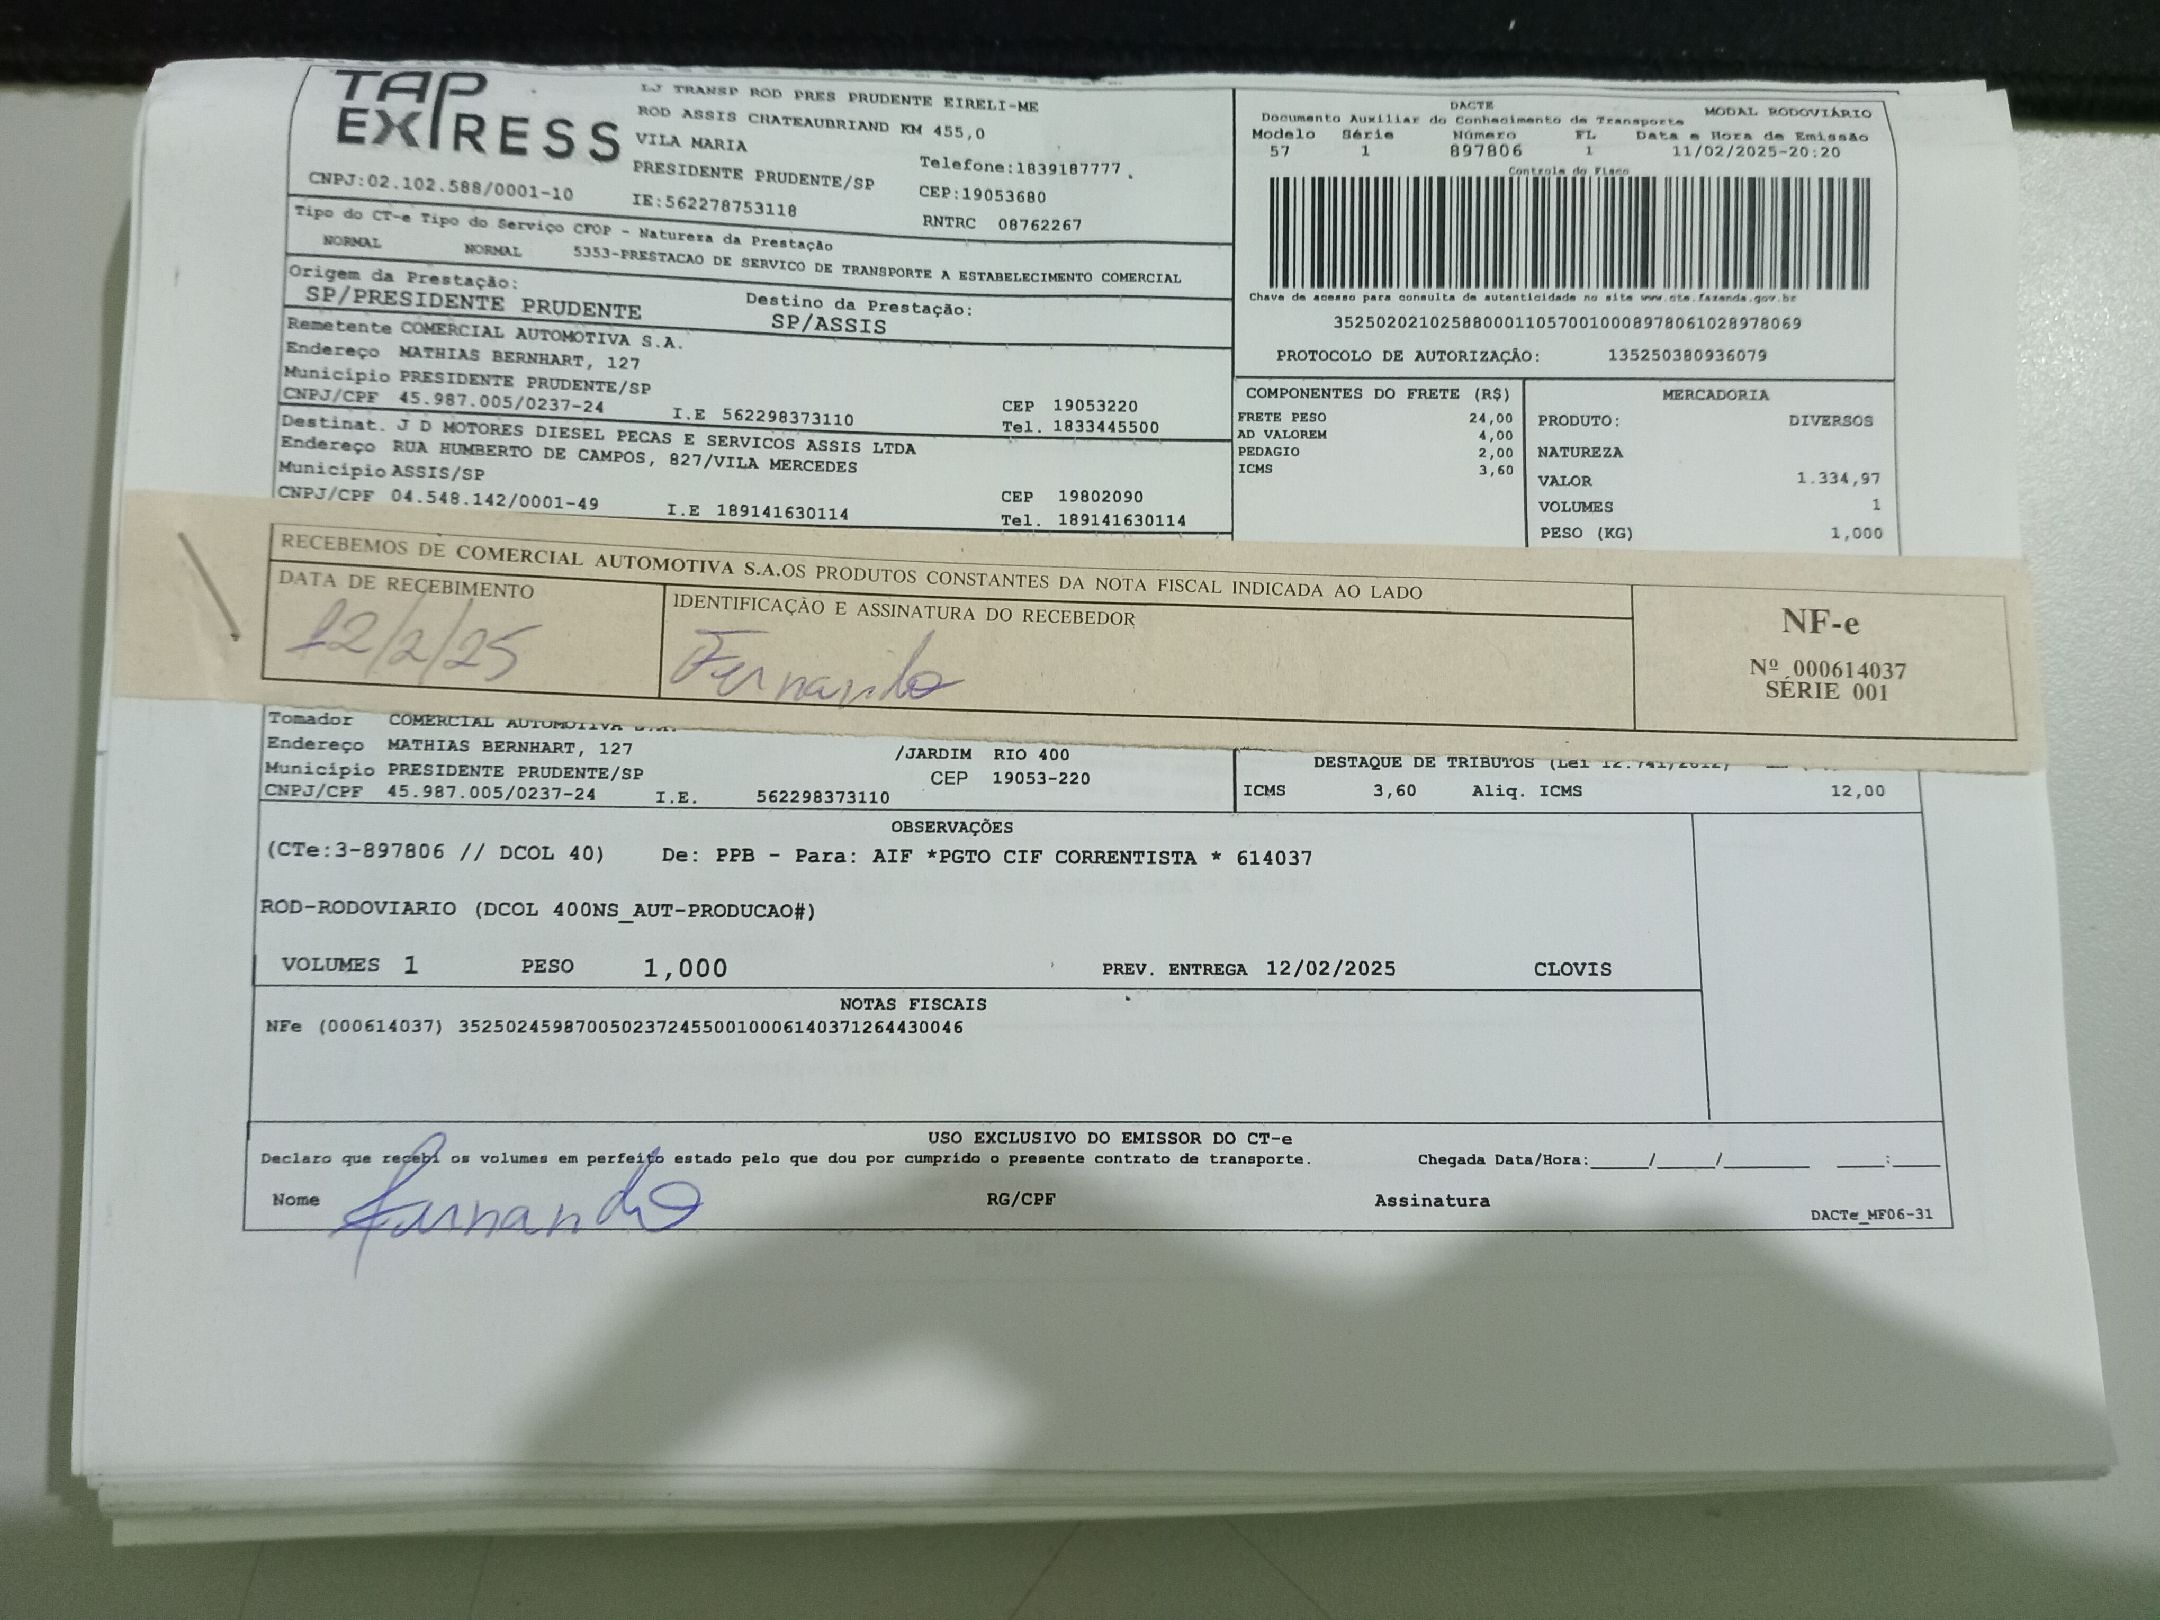 TAP EXPRESS
LJ TRANSP ROD PRES PRUDENTE EIRELI-ME
ROD ASSIS CHATEAUBRIAND KM 455,0
VILA MARIA
PRESIDENTE PRUDENTE/SP Telefone:1839187777
CNPJ:02.102.588/0001-10 IE:562278753118 CEP:19053680
RNTRC 08762267
Tipo do CT-e Tipo do Serviço CFOP - Natureza da Prestação
NORMAL NORMAL 5353-PRESTACAO DE SERVICO DE TRANSPORTE A ESTABELECIMENTO COMERCIAL
Origem da Prestação: Destino da Prestação:
SP/PRESIDENTE PRUDENTE SP/ASSIS
Remetente COMERCIAL AUTOMOTIVA S.A.
Endereço MATHIAS BERNHART, 127
Município PRESIDENTE PRUDENTE/SP CEP 19053220
CNPJ/CPF 45.987.005/0237-24 I.E 562298373110 Tel. 1833445500
Destinat. J D MOTORES DIESEL PECAS E SERVICOS ASSIS LTDA
Endereço RUA HUMBERTO DE CAMPOS, 827/VILA MERCEDES
Município ASSIS/SP CEP 19802090
CNPJ/CPF 04.548.142/0001-49 I.E 189141630114 Tel. 189141630114
DACTE MODAL RODOVIÁRIO
Documento Auxiliar do Conhecimento de Transporte
Modelo Série Número FL Data e Hora de Emissão
57 1 897806 1 11/02/2025-20:20
Controle do Fisco
Chave de acesso para consulta de autenticidade no site www.cte.fazenda.gov.br
35250202102588000110570010008978061028978069
PROTOCOLO DE AUTORIZAÇÃO: 135250380936079
COMPONENTES DO FRETE (R$)
FRETE PESO 24,00
AD VALOREM 4,00
PEDAGIO 2,00
ICMS 3,60
MERCADORIA
PRODUTO: DIVERSOS
NATUREZA
VALOR 1.334,97
VOLUMES 1
PESO (KG) 1,000
RECEBEMOS DE COMERCIAL AUTOMOTIVA S.A.OS PRODUTOS CONSTANTES DA NOTA FISCAL INDICADA AO LADO
DATA DE RECEBIMENTO IDENTIFICAÇÃO E ASSINATURA DO RECEBEDOR
12/2/25 Fernando
NF-e
Nº 000614037
SÉRIE 001
Tomador COMERCIAL AUTOMOTIVA S.A.
Endereço MATHIAS BERNHART, 127 /JARDIM RIO 400
Município PRESIDENTE PRUDENTE/SP CEP 19053-220
CNPJ/CPF 45.987.005/0237-24 I.E. 562298373110
DESTAQUE DE TRIBUTOS (Lei 12.741/2012)
ICMS 3,60 Aliq. ICMS 12,00
OBSERVAÇÕES
(CTe:3-897806 // DCOL 40) De: PPB - Para: AIF *PGTO CIF CORRENTISTA * 614037
ROD-RODOVIARIO (DCOL 400NS_AUT-PRODUCAO#)
VOLUMES 1 PESO 1,000 PREV. ENTREGA 12/02/2025 CLOVIS
NOTAS FISCAIS
NFe (000614037) 35250245987005023724550010006140371264430046
USO EXCLUSIVO DO EMISSOR DO CT-e
Declaro que recebi os volumes em perfeito estado pelo que dou por cumprido o presente contrato de transporte. Chegada Data/Hora:_____/_____/________ ____:____
Nome Fernando RG/CPF Assinatura
DACTe_MF06-31